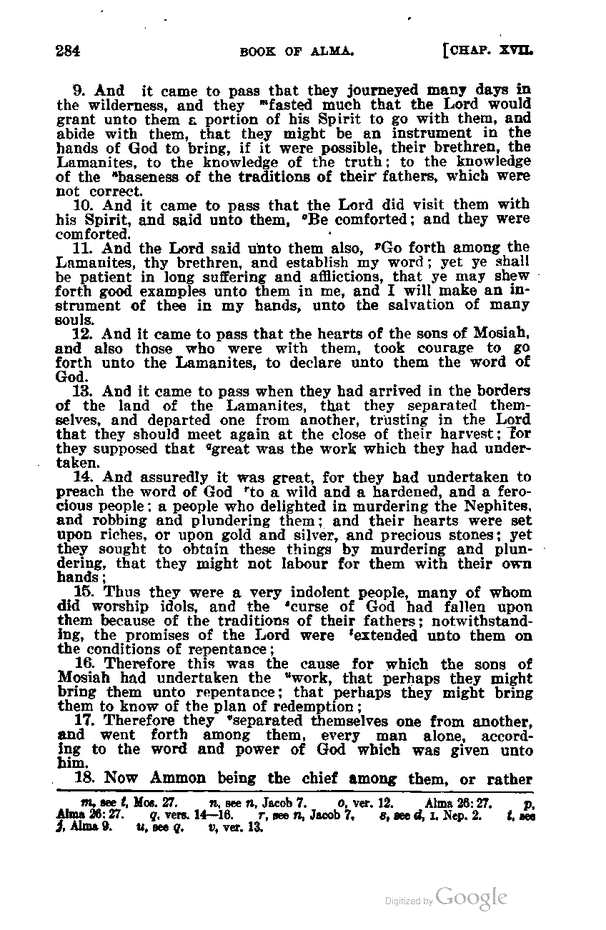 284 BOOK OF ALMA. [CHAP. XVII.
9. And it came to pass that they journeyed many days in
the wilderness, and they ᵐfasted much that the Lord would
grant unto them a portion of his Spirit to go with them, and
abide with them, that they might be an instrument in the
hands of God to bring, if it were possible, their brethren, the
Lamanites, to the knowledge of the truth; to the knowledge
of the ⁿbaseness of the traditions of their fathers, which were
not correct.
10. And it came to pass that the Lord did visit them with
his Spirit, and said unto them, ᵒBe comforted; and they were
comforted.
11. And the Lord said unto them also, ᵖGo forth among the
Lamanites, thy brethren, and establish my word; yet ye shall
be patient in long suffering and afflictions, that ye may shew
forth good examples unto them in me, and I will make an in-
strument of thee in my hands, unto the salvation of many
souls.
12. And it came to pass that the hearts of the sons of Mosiah,
and also those who were with them, took courage to go
forth unto the Lamanites, to declare unto them the word of
God.
13. And it came to pass when they had arrived in the borders
of the land of the Lamanites, that they separated them-
selves, and departed one from another, trusting in the Lord
that they should meet again at the close of their harvest; for
they supposed that qgreat was the work which they had under-
taken.
14. And assuredly it was great, for they had undertaken to
preach the word of God ʳto a wild and a hardened, and a fero-
cious people; a people who delighted in murdering the Nephites,
and robbing and plundering them; and their hearts were set
upon riches, or upon gold and silver, and precious stones; yet
they sought to obtain these things by murdering and plun-
dering, that they might not labour for them with their own
hands;
15. Thus they were a very indolent people, many of whom
did worship idols, and the ˢcurse of God had fallen upon
them because of the traditions of their fathers; notwithstand-
ing, the promises of the Lord were ᵗextended unto them on
the conditions of repentance;
16. Therefore this was the cause for which the sons of
Mosiah had undertaken the ᵘwork, that perhaps they might
bring them unto repentance; that perhaps they might bring
them to know of the plan of redemption;
17. Therefore they ᵛseparated themselves one from another,
and went forth among them, every man alone, accord-
ing to the word and power of God which was given unto
him.
18. Now Ammon being the chief among them, or rather
m, see t, Mos. 27. n, see n, Jacob 7. o, ver. 12. Alma 26:27. p,
Alma 26:27. q. vers. 14—16. r, see n, Jacob 7. s, see d, 1. Nep. 2. t, see
j, Alma 9. u, see q. v, ver. 13.
Digitized by Google